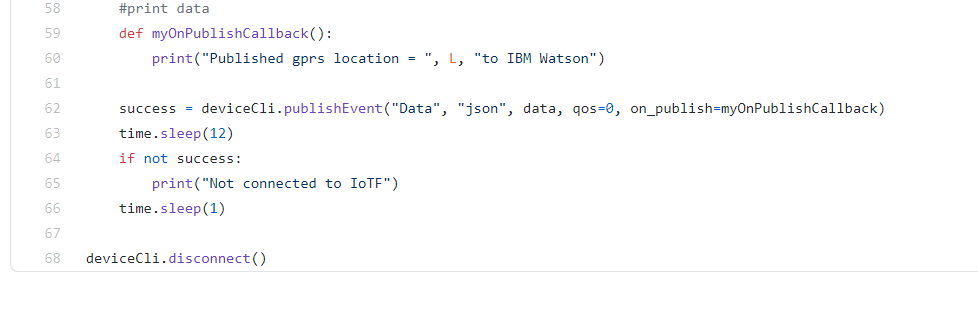 58 #print data
59 def myOnPublishCallback():
60 print("Published gprs location = ", L, "to IBM Watson")
61
62 success = deviceCli.publishEvent("Data", "json", data, qos=0, on_publish=myOnPublishCallback)
63 time.sleep(12)
64 if not success:
65 print("Not connected to IoTF")
66 time.sleep(1)
67
68 deviceCli.disconnect()